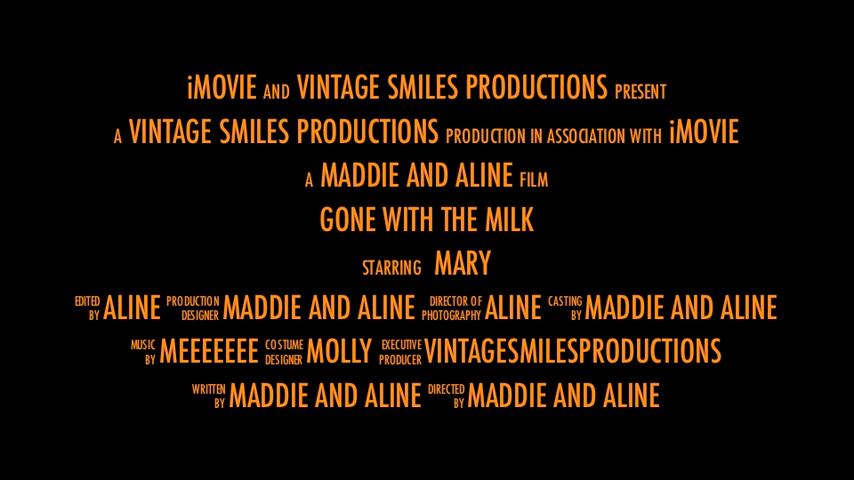 iMOVIE AND VINTAGE SMILES PRODUCTIONS PRESENT
A VINTAGE SMILES PRODUCTIONS PRODUCTION IN ASSOCIATION WITH iMOVIE
A MADDIE AND ALINE FILM
GONE WITH THE MILK
STARRING MARY
EDITED BY ALINE PRODUCTION DESIGNER MADDIE AND ALINE DIRECTOR OF PHOTOGRAPHY ALINE CASTING BY MADDIE AND ALINE
MUSIC BY MEEEEEEE COSTUME DESIGNER MOLLY EXECUTIVE PRODUCER VINTAGESMILESPRODUCTIONS
WRITTEN BY MADDIE AND ALINE DIRECTED BY MADDIE AND ALINE